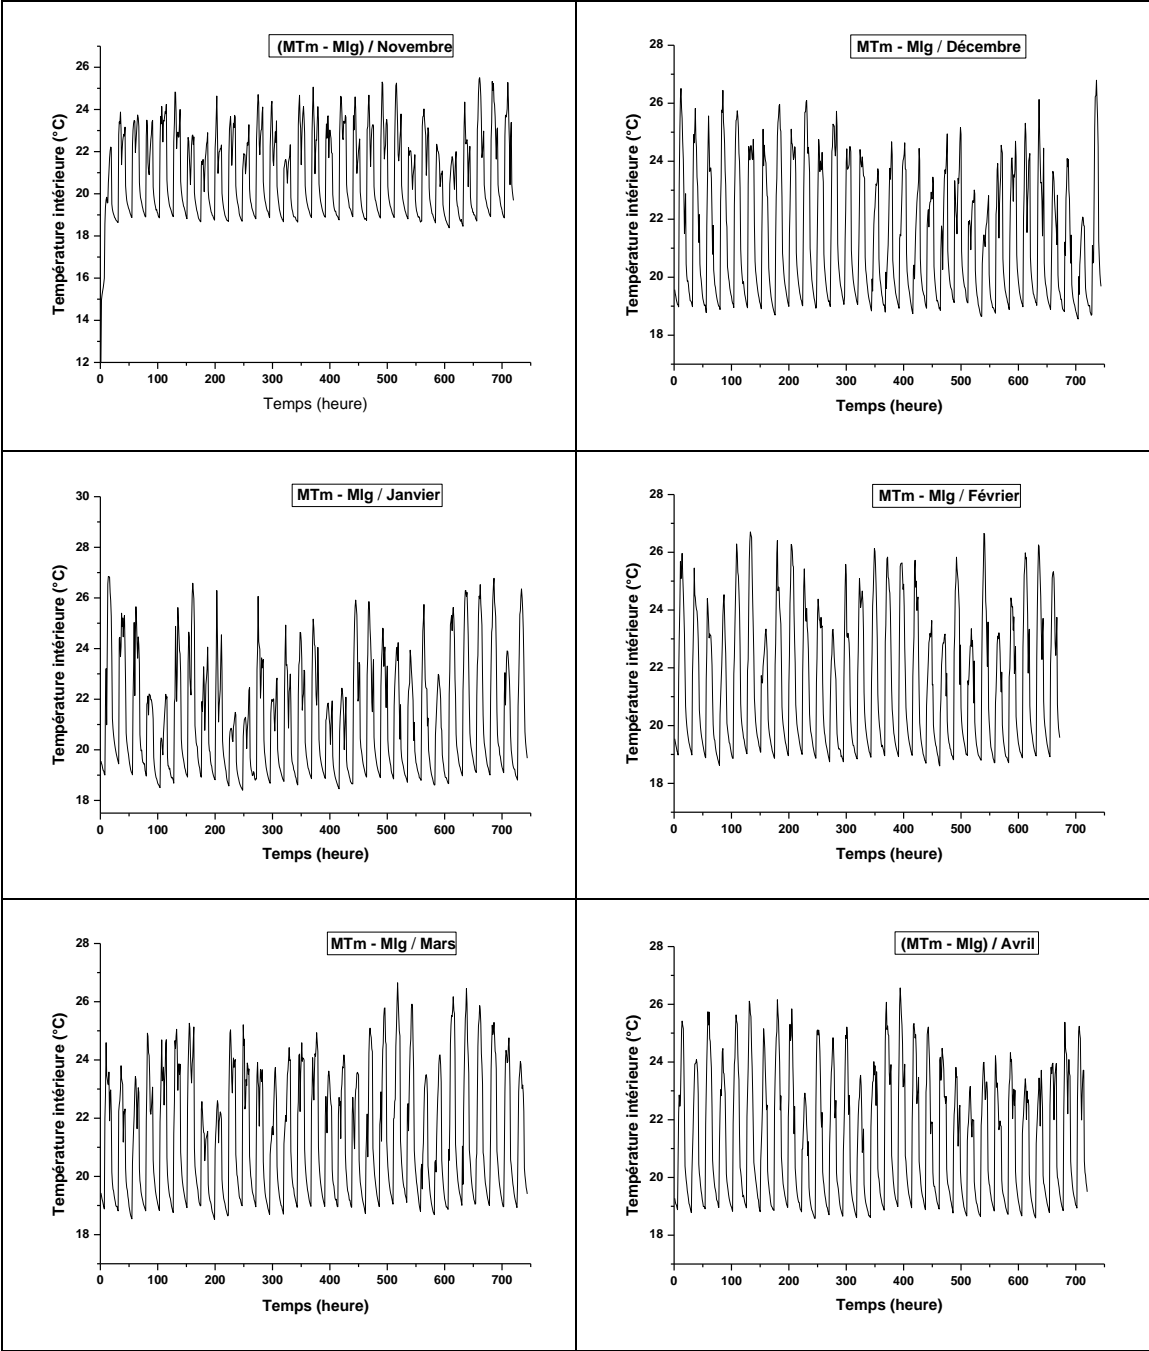 (MTm - Mlg) / Novembre
Température intérieure (°C)
26
24
22
20
18
16
14
12
0 100 200 300 400 500 600 700
Temps (heure)
MTm - Mlg / Décembre
Température intérieure (°C)
28
26
24
22
20
18
0 100 200 300 400 500 600 700
Temps (heure)
MTm - Mlg / Janvier
Température intérieure (°C)
30
28
26
24
22
20
18
0 100 200 300 400 500 600 700
Temps (heure)
MTm - Mlg / Février
Température intérieure (°C)
28
26
24
22
20
18
0 100 200 300 400 500 600 700
Temps (heure)
MTm - Mlg / Mars
Température intérieure (°C)
28
26
24
22
20
18
0 100 200 300 400 500 600 700
Temps (heure)
(MTm - Mlg) / Avril
Température intérieure (°C)
28
26
24
22
20
18
0 100 200 300 400 500 600 700
Temps (heure)